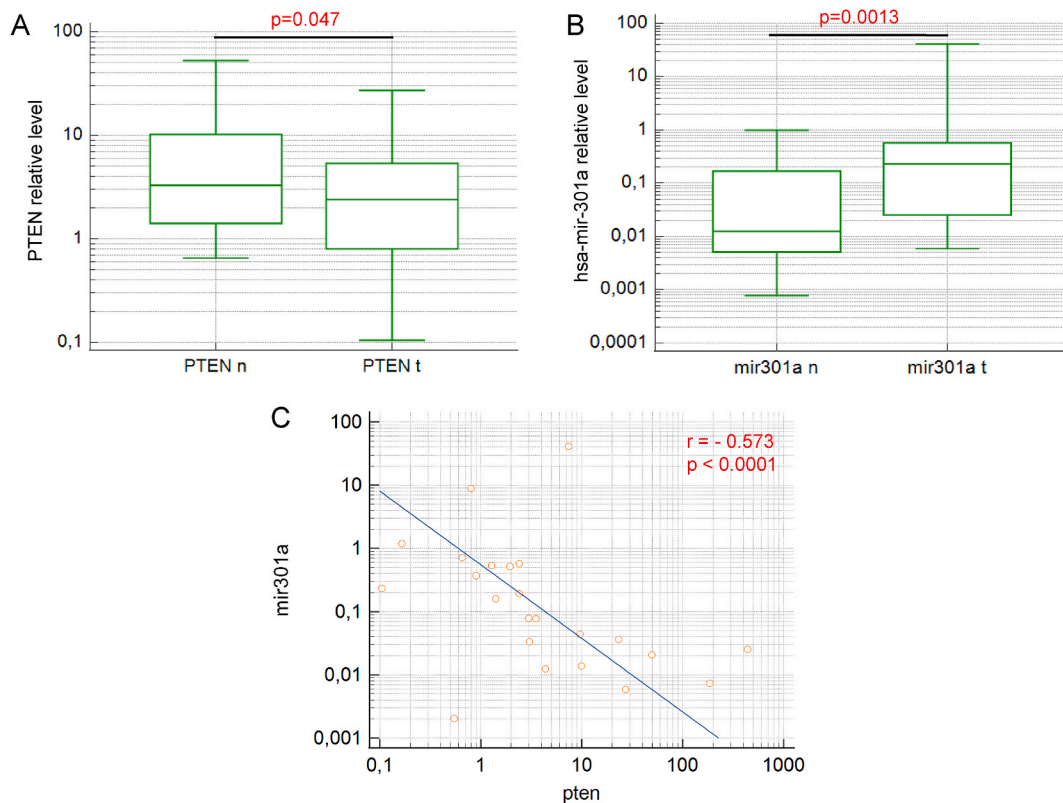 A
p=0.047
PTEN relative level
100
10
1
0,1
PTEN n
PTEN t
B
p=0.0013
hsa-mir-301a relative level
100
10
1
0,1
0,01
0,001
0,0001
mir301a n
mir301a t
C
r = - 0.573
p < 0.0001
mir301a
100
10
1
0,1
0,01
0,001
0,1
1
10
100
1000
pten